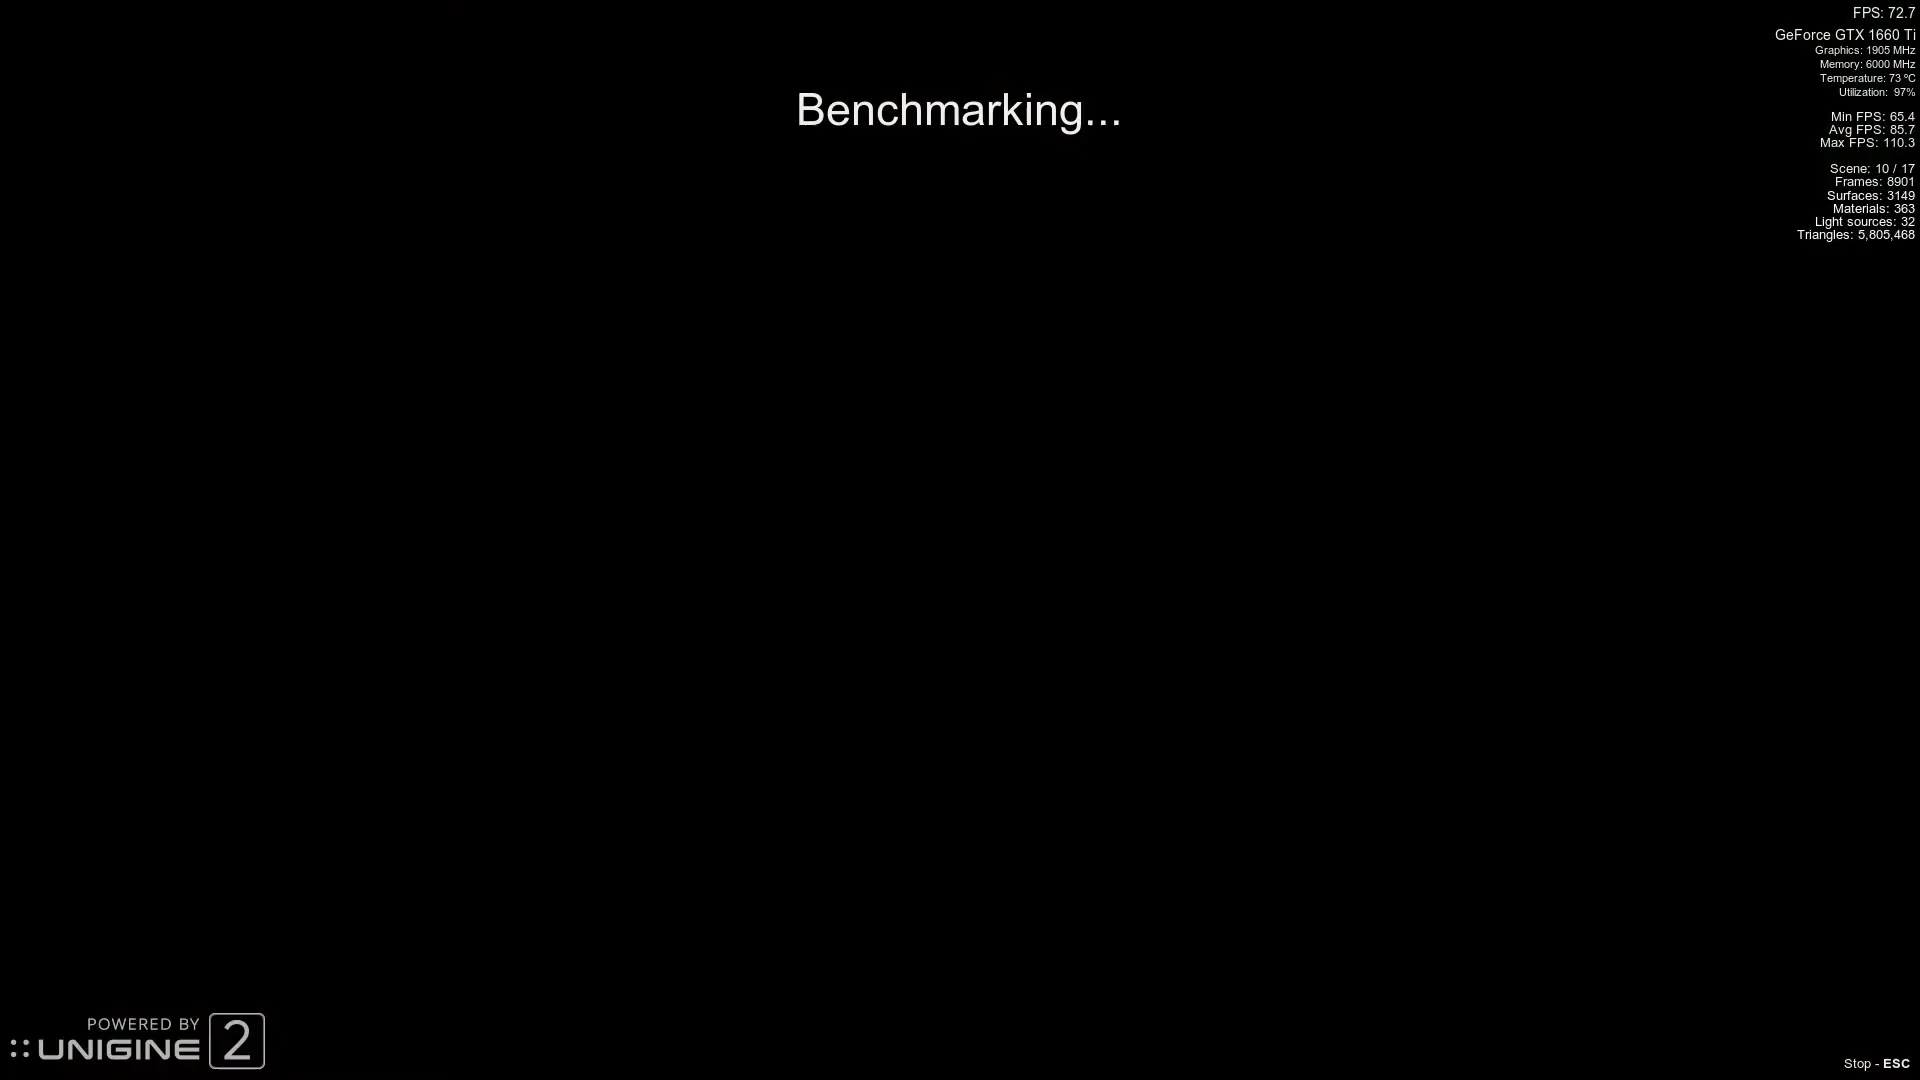 FPS: 72.7
GeForce GTX 1660 Ti
Graphics: 1905 MHz
Memory: 6000 MHz
Temperature: 73 ºC
Utilization: 97%
Benchmarking...
Min FPS: 65.4
Avg FPS: 85.7
Max FPS: 110.3
Scene: 10 / 17
Frames: 8901
Surfaces: 3149
Materials: 363
Light sources: 32
Triangles: 5,805,468
POWERED BY
UNIGINE 2
Stop - ESC